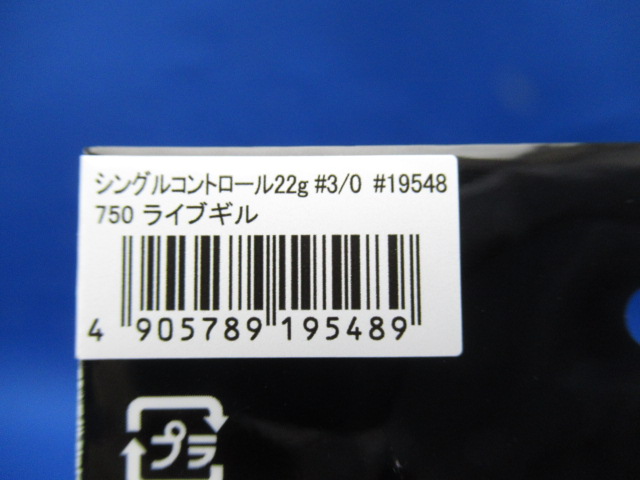 シングルコントロール22g #3/0 #19548
750 ライブギル
4 905789 195489
プラ